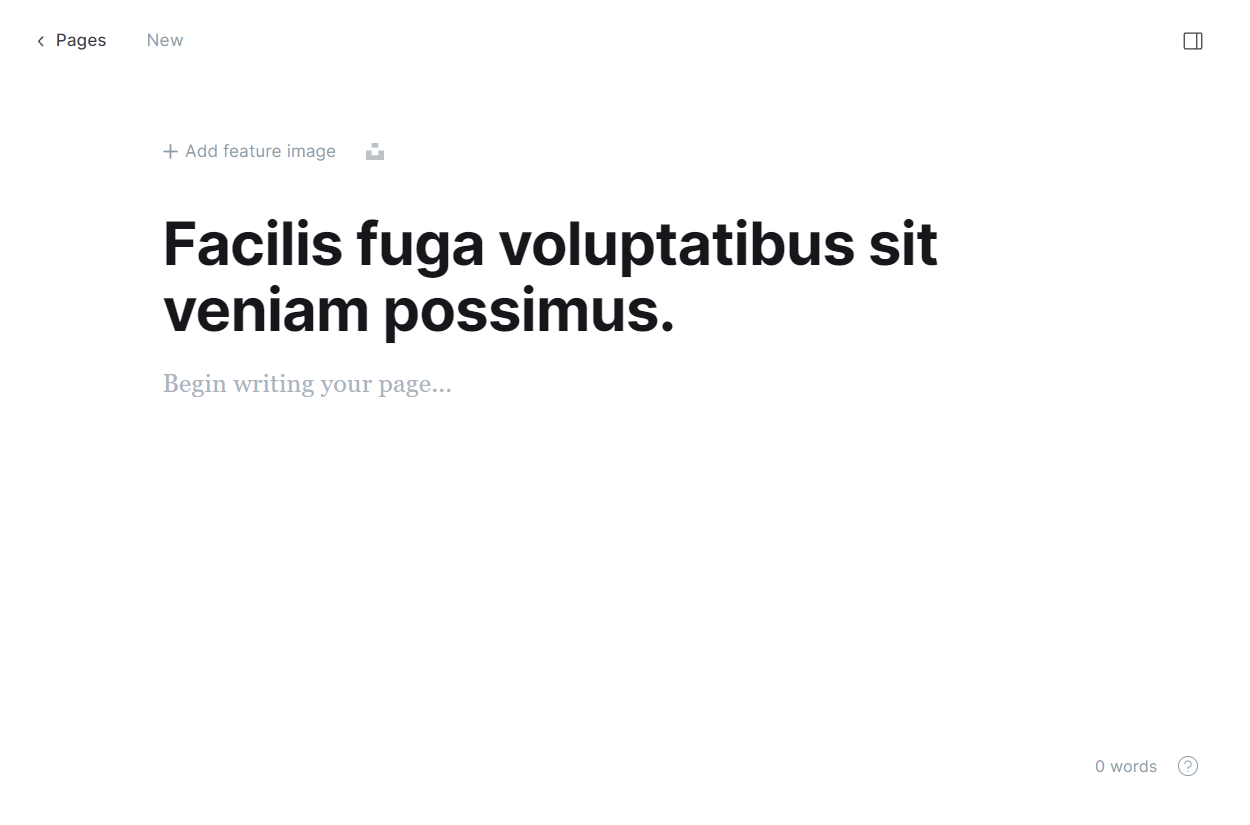 Pages New
Add feature image
Facilis fuga voluptatibus sit
veniam possimus.
Begin writing your page...
0 words ?